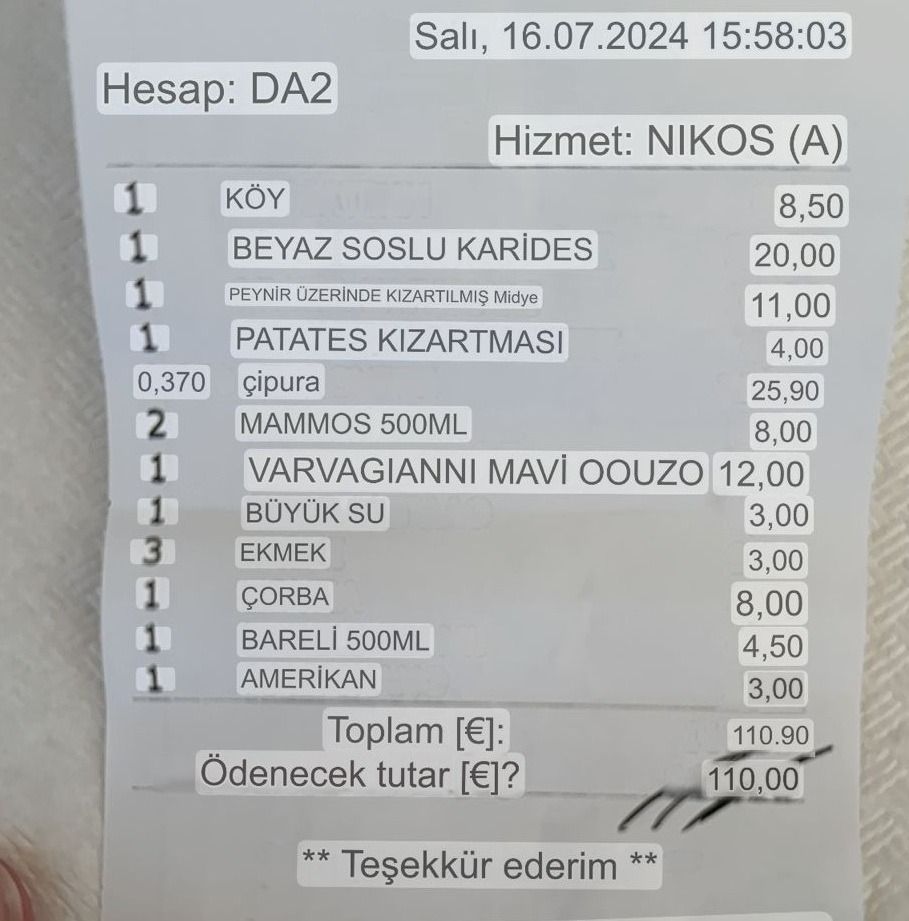 Salı, 16.07.2024 15:58:03
Hesap: DA2
Hizmet: NIKOS (A)
1 KÖY 8,50
1 BEYAZ SOSLU KARİDES 20,00
1 PEYNİR ÜZERİNDE KIZARTILMIŞ Midye 11,00
1 PATATES KIZARTMASI 4,00
0,370 çipura 25,90
2 MAMMOS 500ML 8,00
1 VARVAGIANNI MAVİ OOUZO 12,00
1 BÜYÜK SU 3,00
3 EKMEK 3,00
1 ÇORBA 8,00
1 BARELİ 500ML 4,50
1 AMERİKAN 3,00
Toplam [€]: 110.90
Ödenecek tutar [€]? 110,00
** Teşekkür ederim **